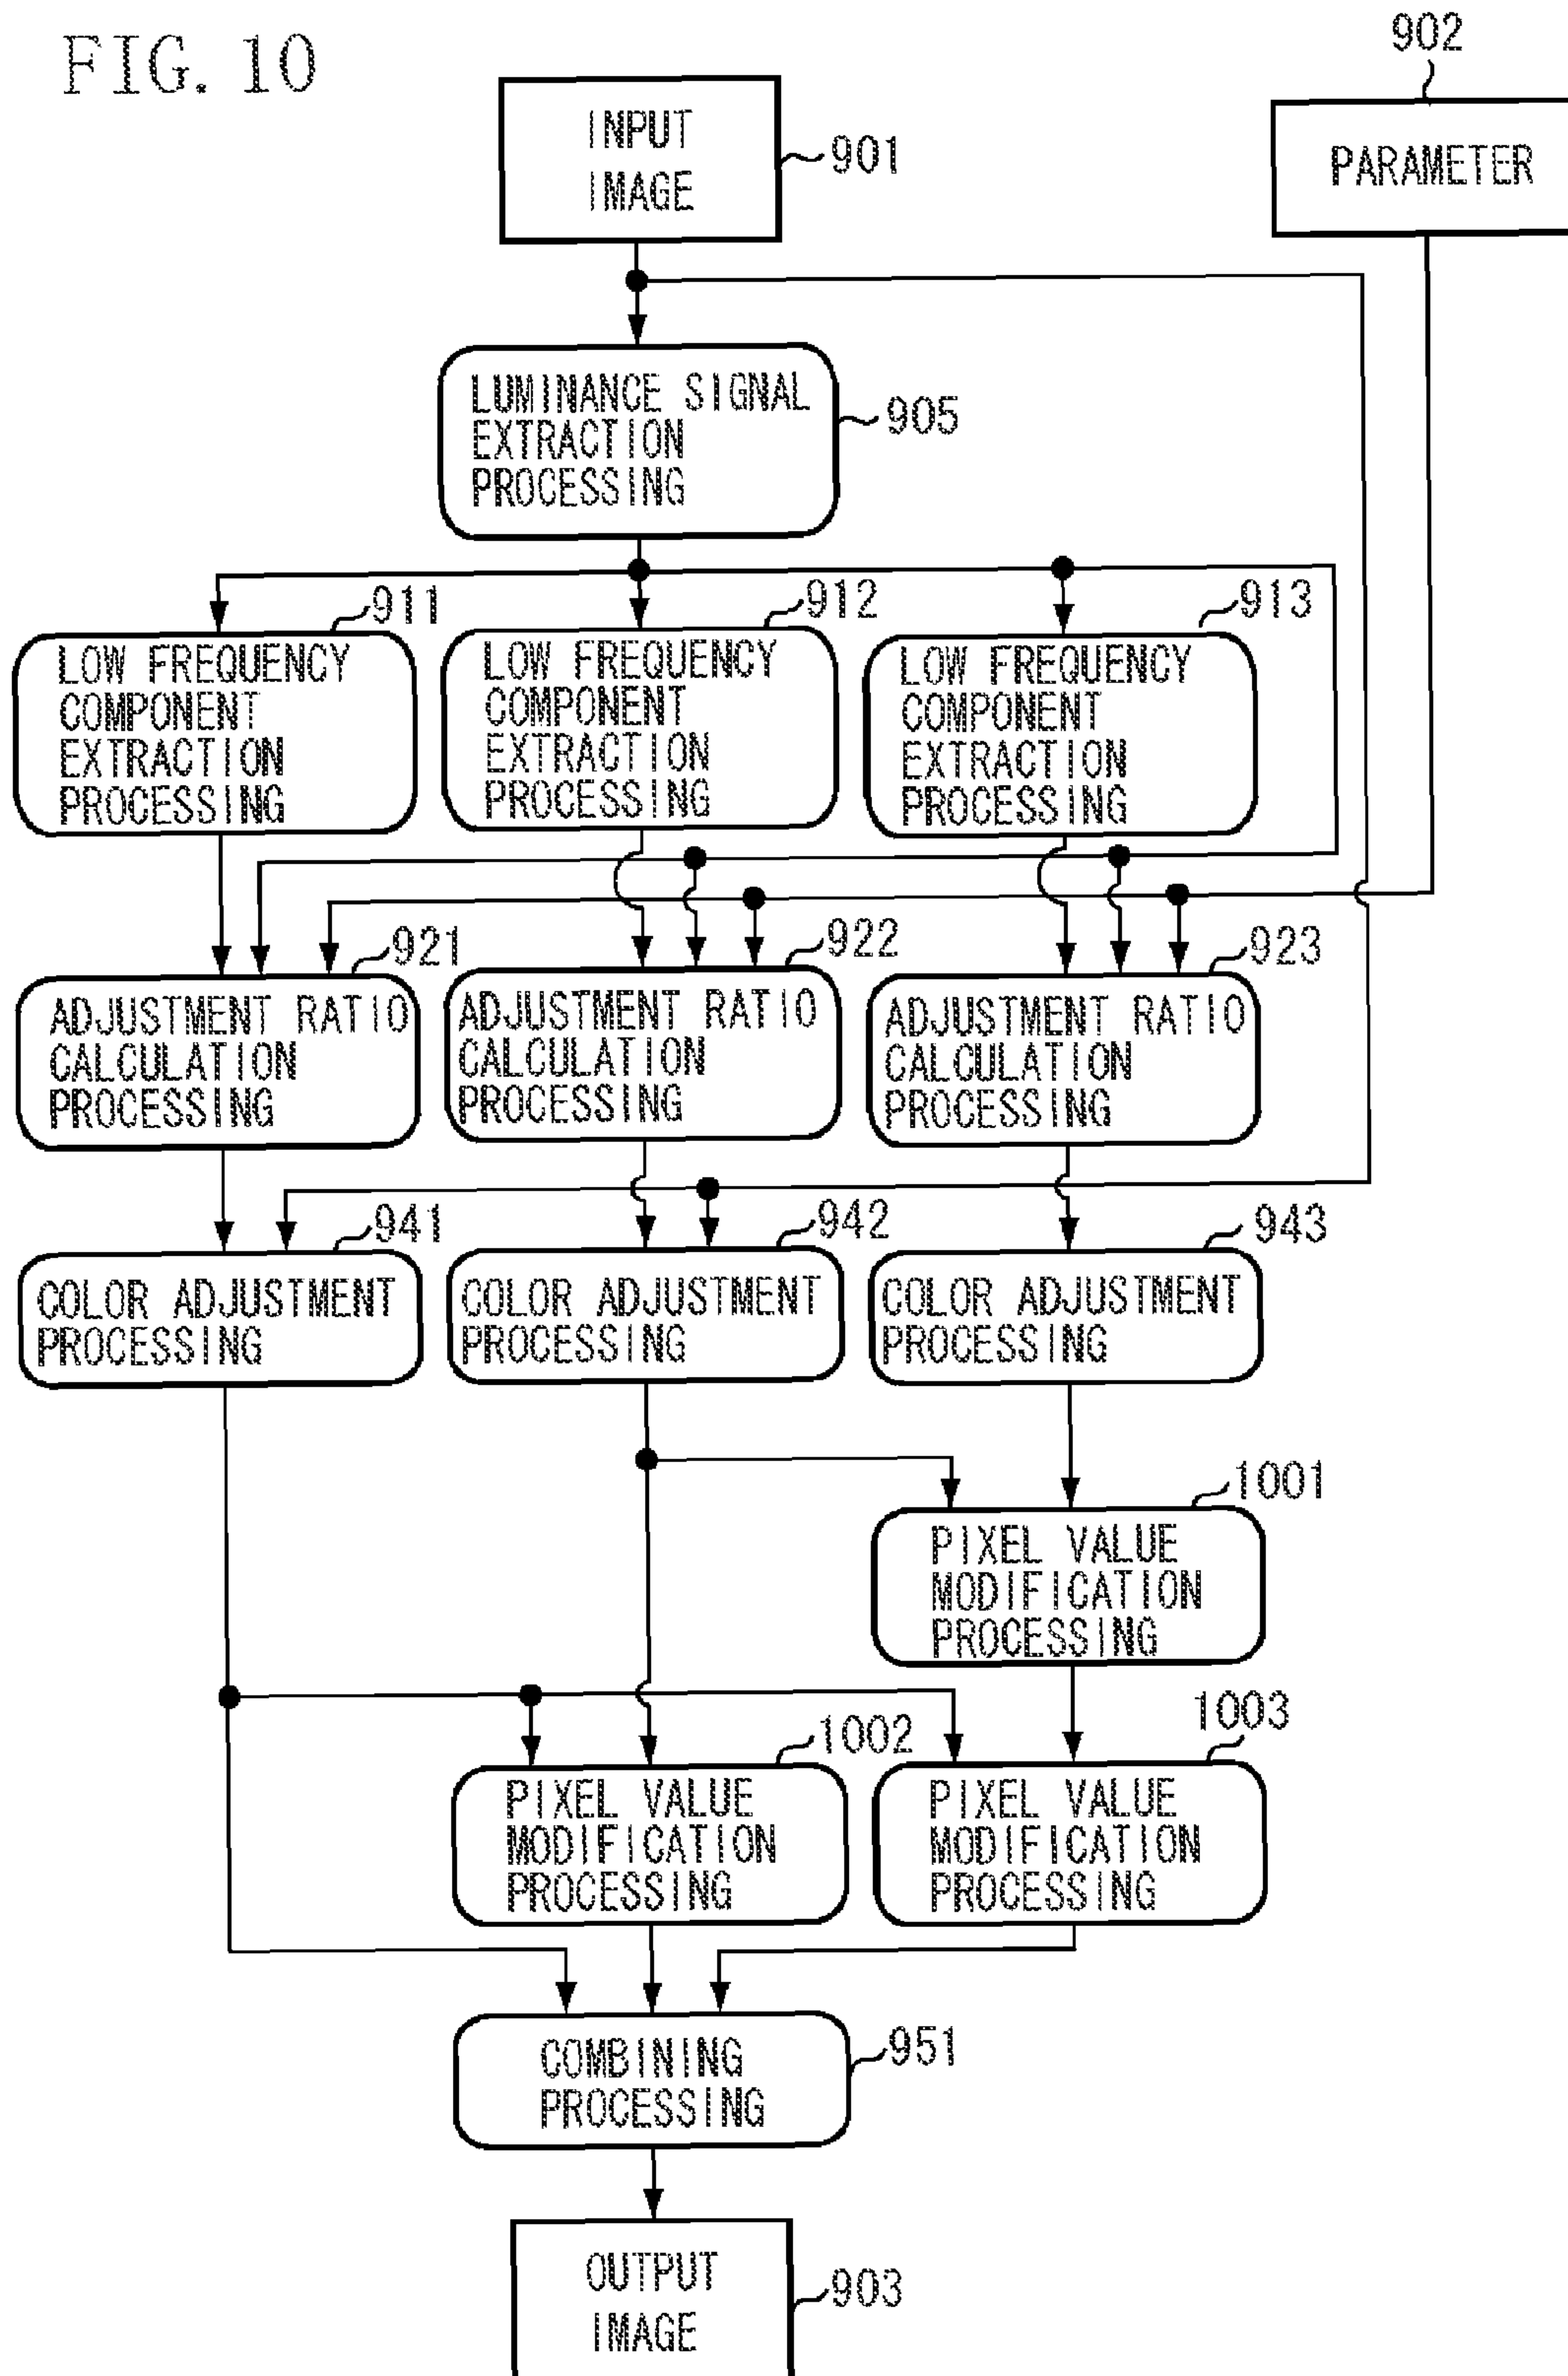 FIG. 10
902
INPUT
IMAGE
901
PARAMETER
LUMINANCE SIGNAL
EXTRACTION
PROCESSING
905
911
912
913
LOW FREQUENCY
COMPONENT
EXTRACTION
PROCESSING
LOW FREQUENCY
COMPONENT
EXTRACTION
PROCESSING
LOW FREQUENCY
COMPONENT
EXTRACTION
PROCESSING
921
922
923
ADJUSTMENT RATIO
CALCULATION
PROCESSING
ADJUSTMENT RATIO
CALCULATION
PROCESSING
ADJUSTMENT RATIO
CALCULATION
PROCESSING
941
942
943
COLOR ADJUSTMENT
PROCESSING
COLOR ADJUSTMENT
PROCESSING
COLOR ADJUSTMENT
PROCESSING
1001
PIXEL VALUE
MODIFICATION
PROCESSING
1002
1003
PIXEL VALUE
MODIFICATION
PROCESSING
PIXEL VALUE
MODIFICATION
PROCESSING
COMBINING
PROCESSING
951
OUTPUT
IMAGE
903